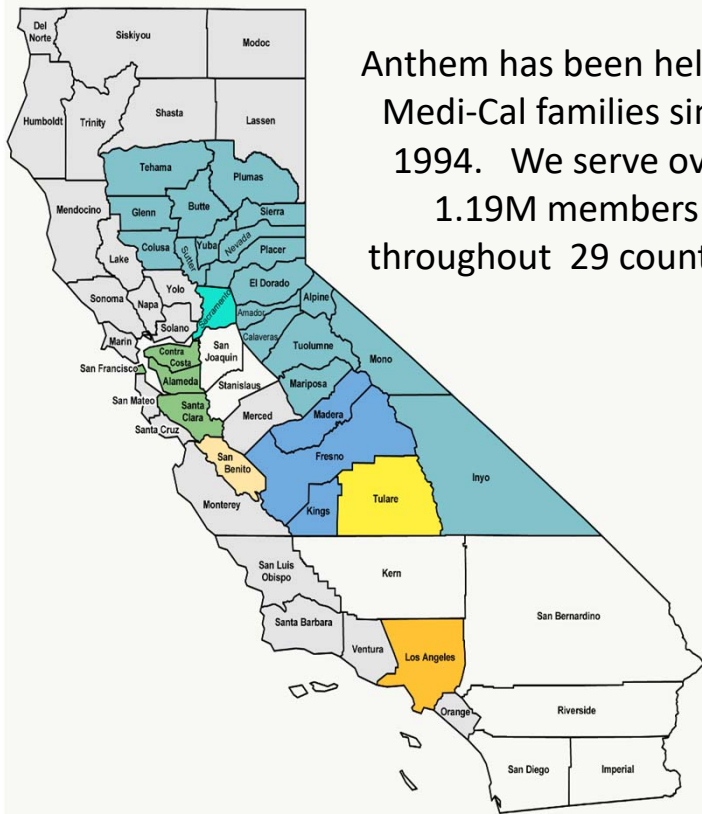 Del
Norte
Siskiyou
Modoc
Anthem has been hel
Medi-Cal families sin
1994. We serve ov
1.19M members
throughout 29 count
Humboldt
Trinity
Shasta
Lassen
Tehama
Plumas
Mendocino
Glenn
Butte
Sierra
Colusa
Sutter
Yuba
Nevada
Placer
Lake
Yolo
El Dorado
Sonoma
Napa
Sacramento
Alpine
Amador
Solano
Marin
Calaveras
San
Joaquin
Contra
Costa
Tuolumne
Mono
San Francisco
Alameda
Stanislaus
Mariposa
San Mateo
Santa
Clara
Merced
Madera
Santa Cruz
San
Benito
Fresno
Inyo
Monterey
Kings
Tulare
San Luis
Obispo
Kern
San Bernardino
Santa Barbara
Ventura
Los Angeles
Orange
Riverside
San Diego
Imperial